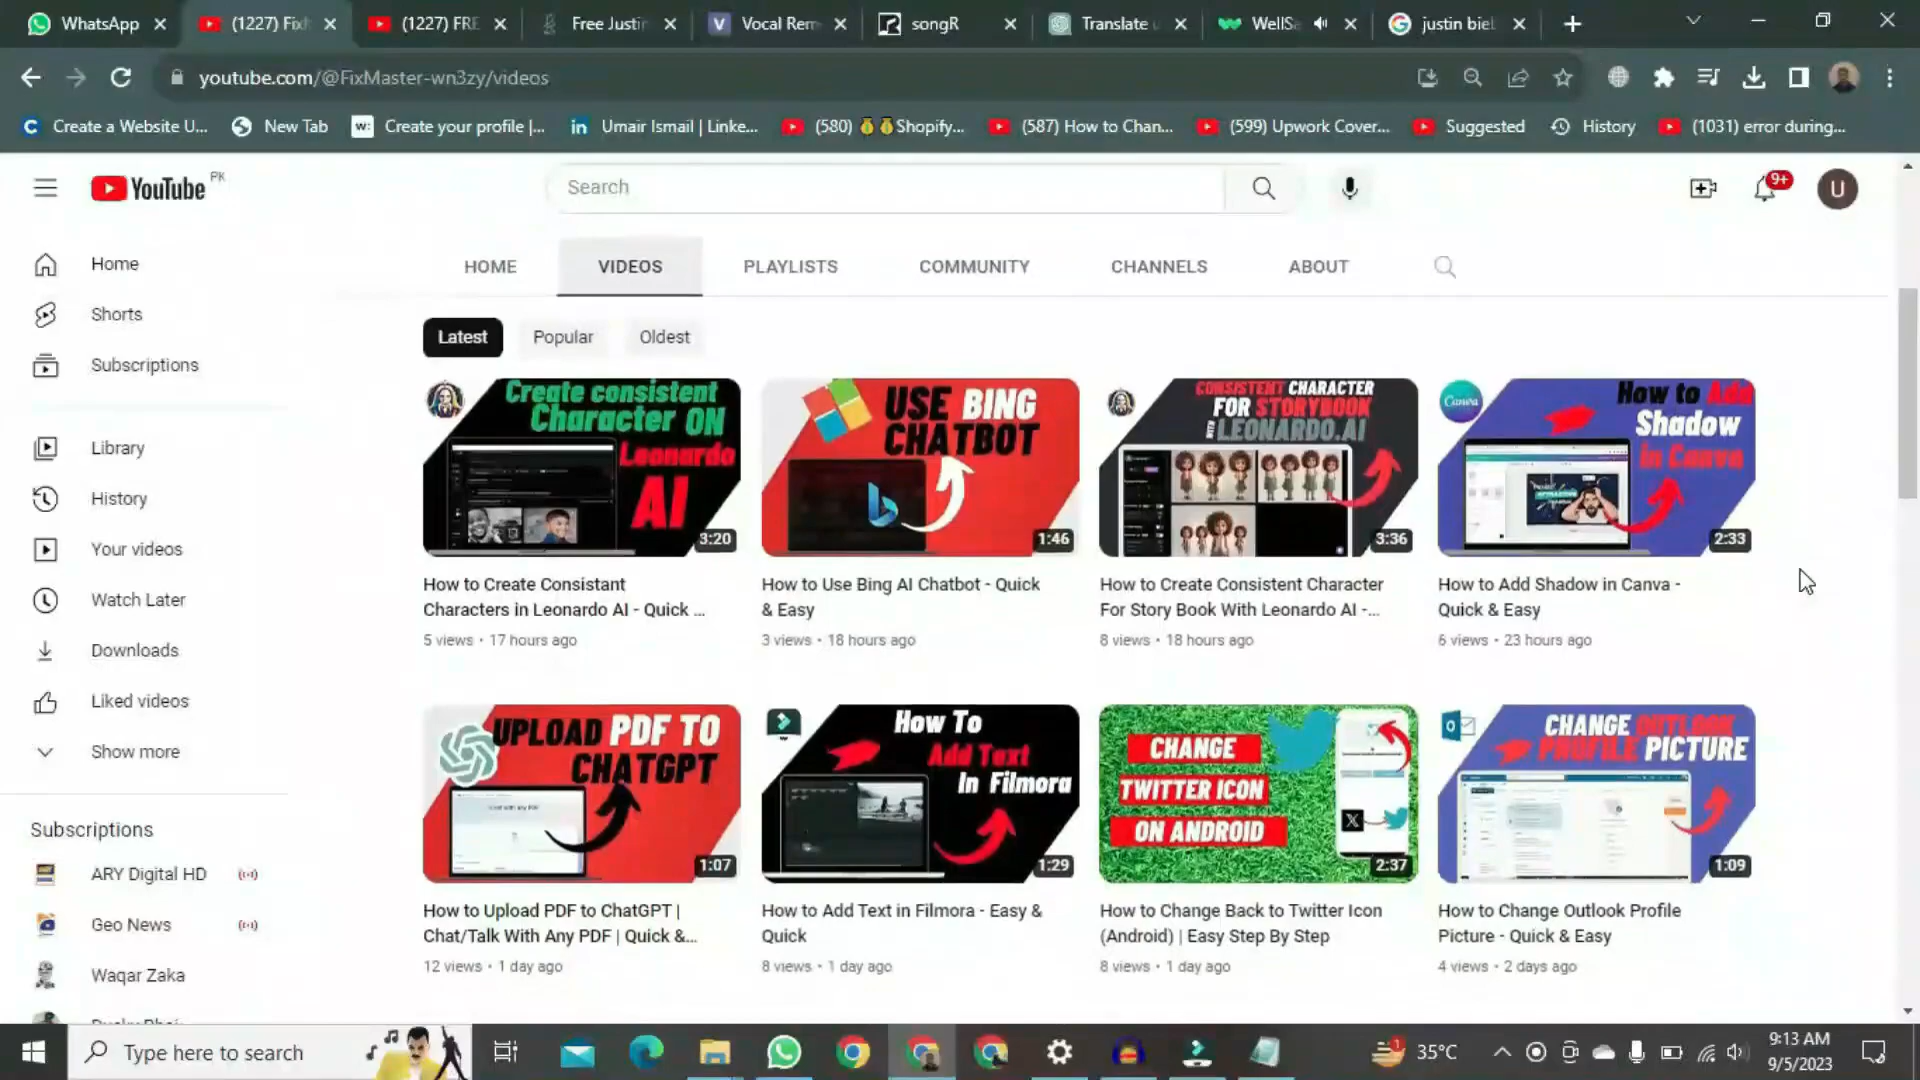 WhatsApp
(1227) Fix
(1227) FRE
Free Justin
Vocal Rem
songR
Translate
WellSa
justin biel
youtube.com/@FixMaster-wn3zy/videos
Create a Website U...
New Tab
Create your profile |...
Umair Ismail | Linke...
(580) 💰💰Shopify...
(587) How to Chan...
(599) Upwork Cover...
Suggested
History
(1031) error during...
YouTube PK
Search
9+
U
Home
Shorts
Subscriptions
Library
History
Your videos
Watch Later
Downloads
Liked videos
Show more
Subscriptions
ARY Digital HD
Geo News
Waqar Zaka
HOME
VIDEOS
PLAYLISTS
COMMUNITY
CHANNELS
ABOUT
Latest
Popular
Oldest
Create consistent
Character ON
Leonardo
AI
3:20
How to Create Consistant
Characters in Leonardo AI - Quick ...
5 views • 17 hours ago
USE BING
CHATBOT
1:46
How to Use Bing AI Chatbot - Quick
& Easy
3 views • 18 hours ago
CONSISTENT CHARACTER
FOR STORYBOOK
WITH LEONARDO.AI
3:36
How to Create Consistent Character
For Story Book With Leonardo AI -...
8 views • 18 hours ago
Canva
How to Add
Shadow
in Canva
2:33
How to Add Shadow in Canva -
Quick & Easy
6 views • 23 hours ago
UPLOAD PDF TO
CHATGPT
1:07
How to Upload PDF to ChatGPT |
Chat/Talk With Any PDF | Quick &...
12 views • 1 day ago
How To
Add Text
In Filmora
1:29
How to Add Text in Filmora - Easy &
Quick
8 views • 1 day ago
CHANGE
TWITTER ICON
ON ANDROID
2:37
How to Change Back to Twitter Icon
(Android) | Easy Step By Step
8 views • 1 day ago
CHANGE OUTLOOK
PROFILE PICTURE
1:09
How to Change Outlook Profile
Picture - Quick & Easy
4 views • 2 days ago
Type here to search
1
35°C
9:13 AM
9/5/2023